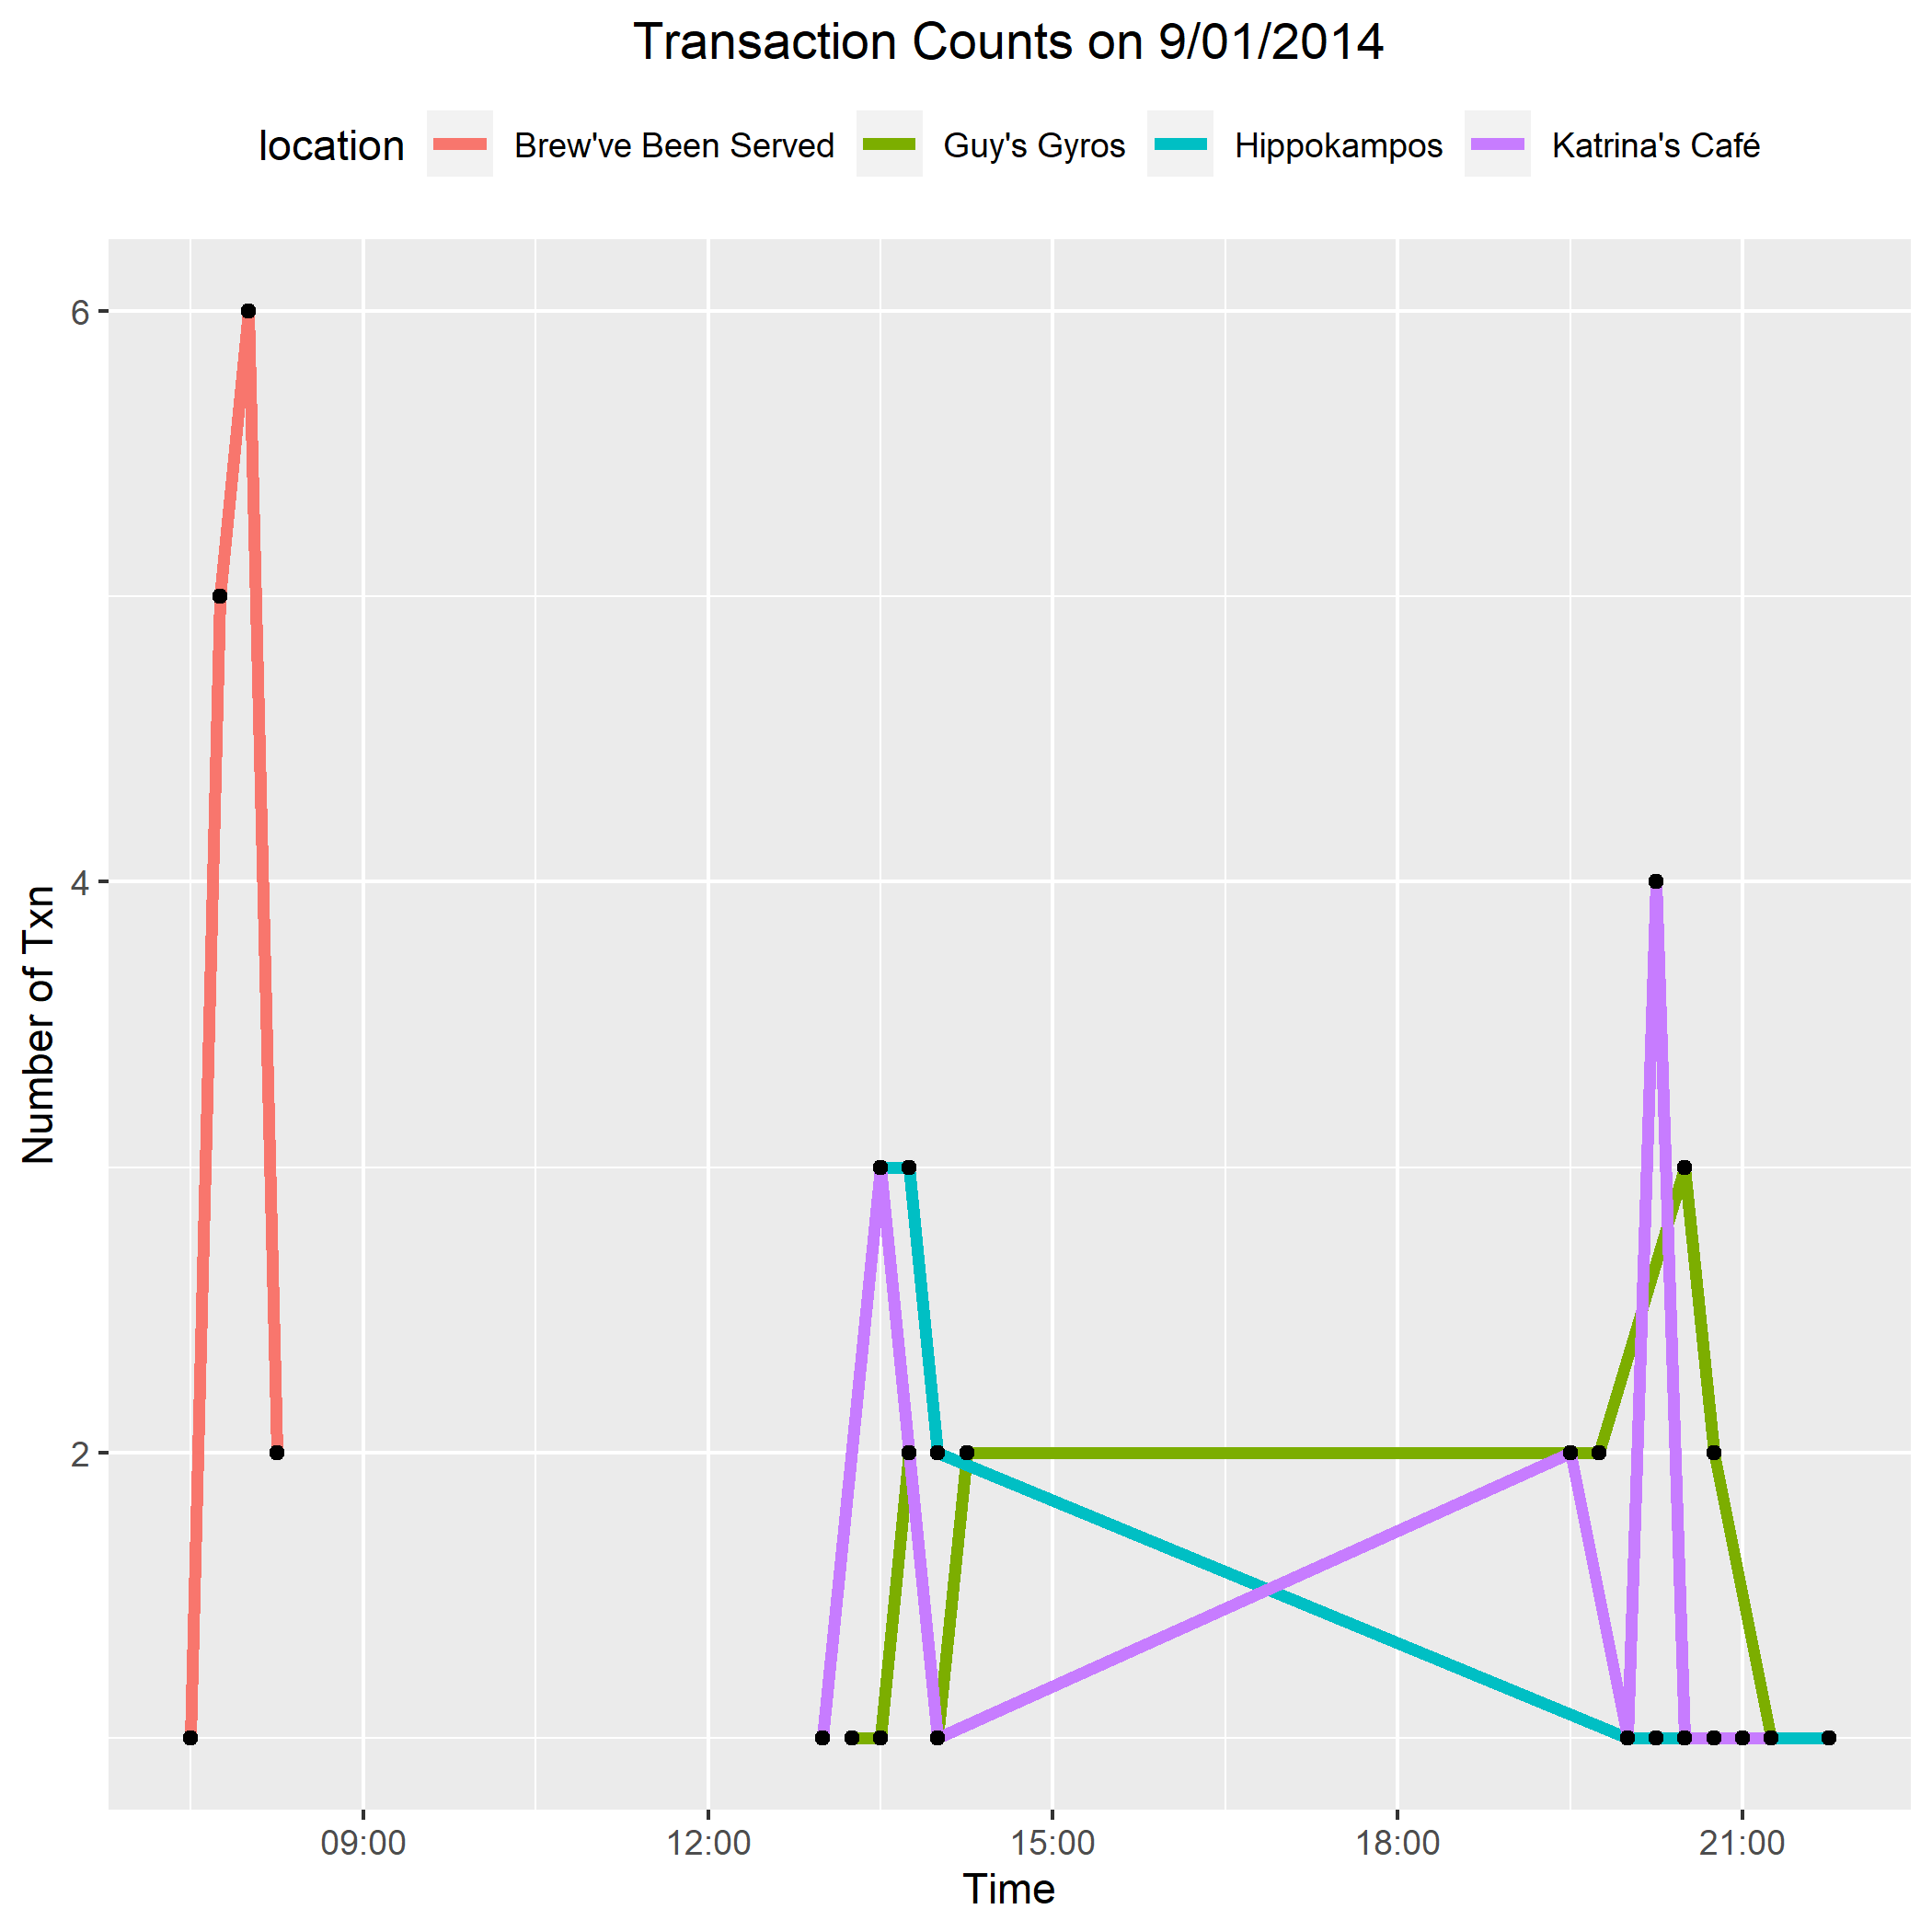 Transaction Counts on 9/01/2014
location Brew've Been Served Guy's Gyros Hippokampos Katrina's Café
6
4
2
Number of Txn
09:00 12:00 15:00 18:00 21:00
Time